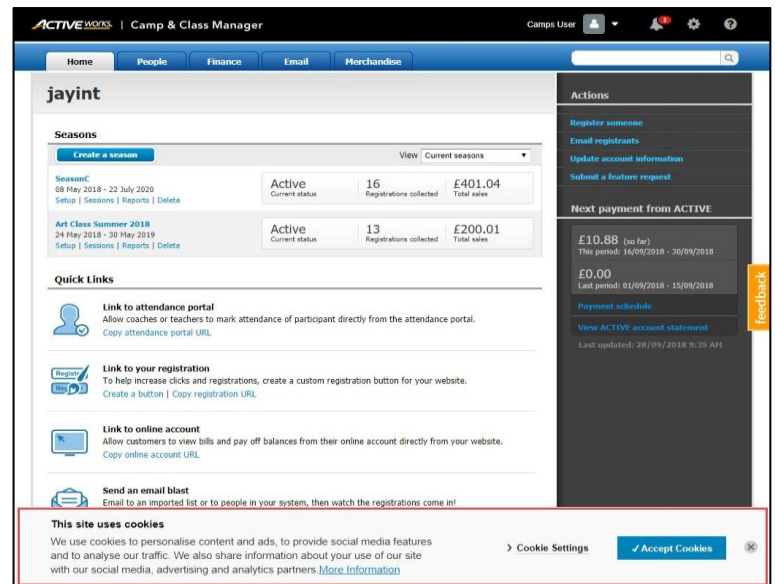 ACTIVEWORKS. | Camp & Class Manager
Camps User
Home People Finance Email Merchandise
jayint
Seasons
Create a season
View Current seasons
SeasonC
08 May 2018 - 22 July 2020
Setup | Sessions | Reports | Delete
Active
Current status
16
Registrations collected
£401.04
Total sales
Art Class Summer 2018
24 May 2018 - 30 May 2019
Setup | Sessions | Reports | Delete
Active
Current status
13
Registrations collected
£200.01
Total sales
Quick Links
Link to attendance portal
Allow coaches or teachers to mark attendance of participant directly from the attendance portal.
Copy attendance portal URL
Link to your registration
To help increase clicks and registrations, create a custom registration button for your website.
Create a button | Copy registration URL
Link to online account
Allow customers to view bills and pay off balances from their online account directly from your website.
Copy online account URL
Send an email blast
Email to an imported list or to people in your system, then watch the registrations come in!
Actions
Register someone
Email registrants
Update account information
Submit a feature request
Next payment from ACTIVE
£10.88 (so far)
This period: 16/09/2018 - 30/09/2018
£0.00
Last period: 01/09/2018 - 15/09/2018
Payment schedule
View ACTIVE account statement
Last updated: 28/09/2018 9:35 AM
feedback
This site uses cookies
We use cookies to personalise content and ads, to provide social media features
and to analyse our traffic. We also share information about your use of our site
with our social media, advertising and analytics partners.More Information
Cookie Settings
Accept Cookies